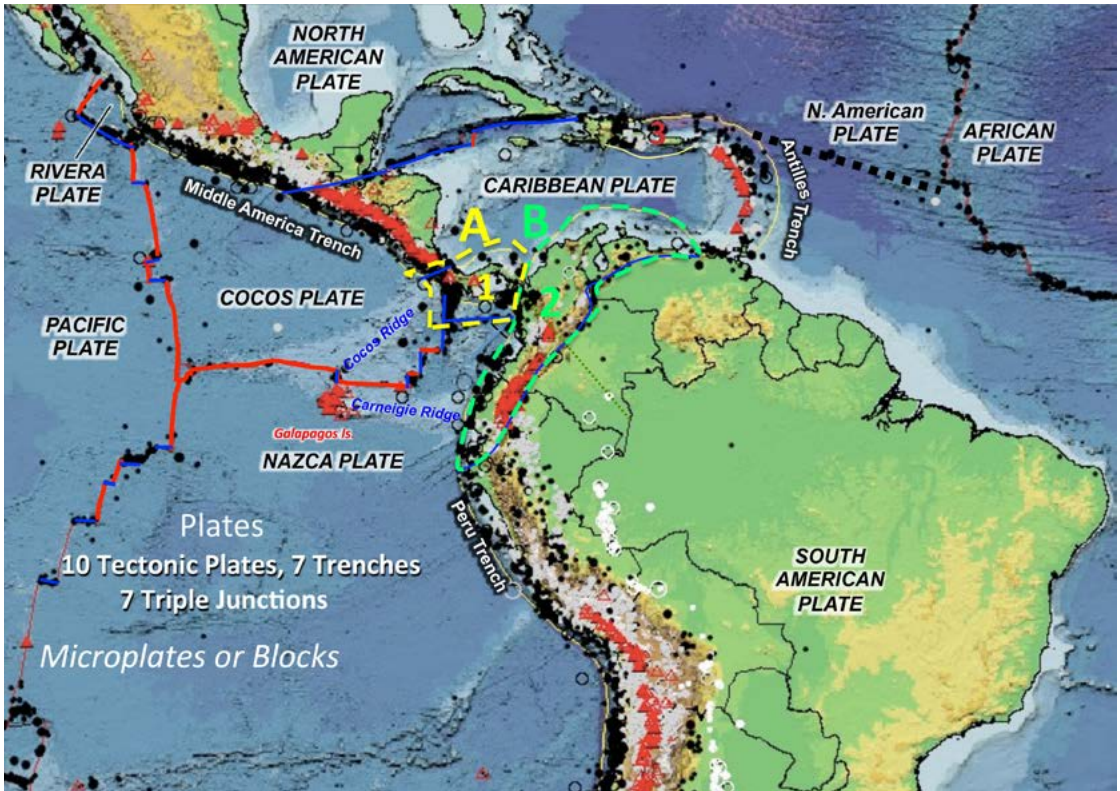 NORTH
AMERICAN
PLATE
N. American
PLATE
AFRICAN
PLATE
3
RIVERA
PLATE
CARIBBEAN PLATE
Antilles Trench
Middle America Trench
A
B
1
2
COCOS PLATE
PACIFIC
PLATE
Cocos Ridge
Carneigie Ridge
Galapagos Is.
NAZCA PLATE
Peru Trench
SOUTH
AMERICAN
PLATE
Plates
10 Tectonic Plates, 7 Trenches
7 Triple Junctions
Microplates or Blocks